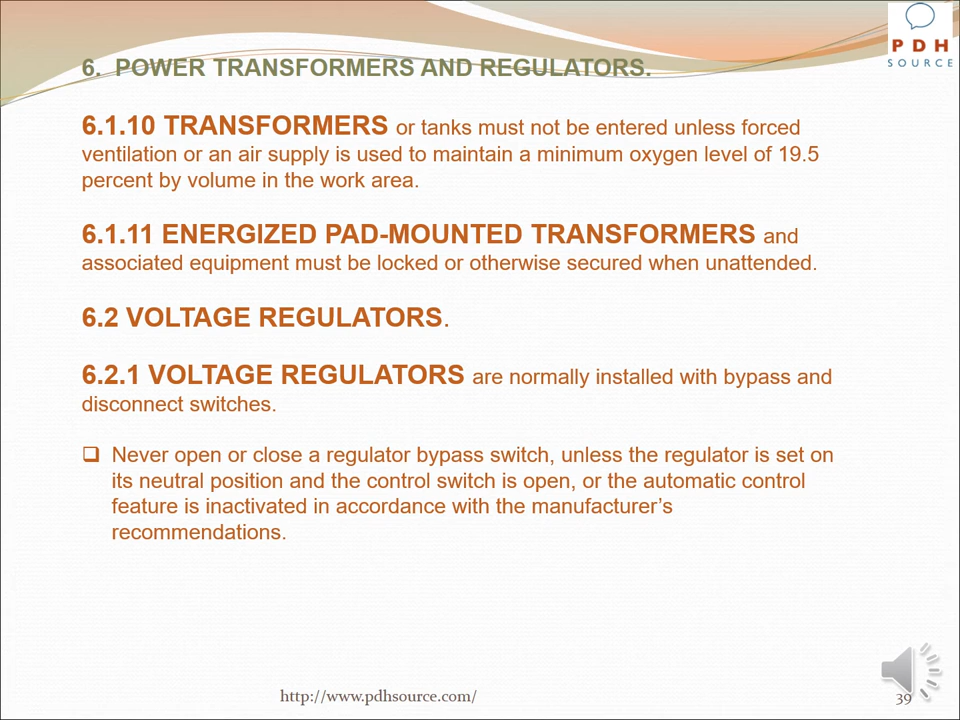 PDH
SOURCE
6. POWER TRANSFORMERS AND REGULATORS.
6.1.10 TRANSFORMERS or tanks must not be entered unless forced
ventilation or an air supply is used to maintain a minimum oxygen level of 19.5
percent by volume in the work area.
6.1.11 ENERGIZED PAD-MOUNTED TRANSFORMERS and
associated equipment must be locked or otherwise secured when unattended.
6.2 VOLTAGE REGULATORS.
6.2.1 VOLTAGE REGULATORS are normally installed with bypass and
disconnect switches.
❑ Never open or close a regulator bypass switch, unless the regulator is set on
its neutral position and the control switch is open, or the automatic control
feature is inactivated in accordance with the manufacturer’s
recommendations.
http://www.pdhsource.com/
39